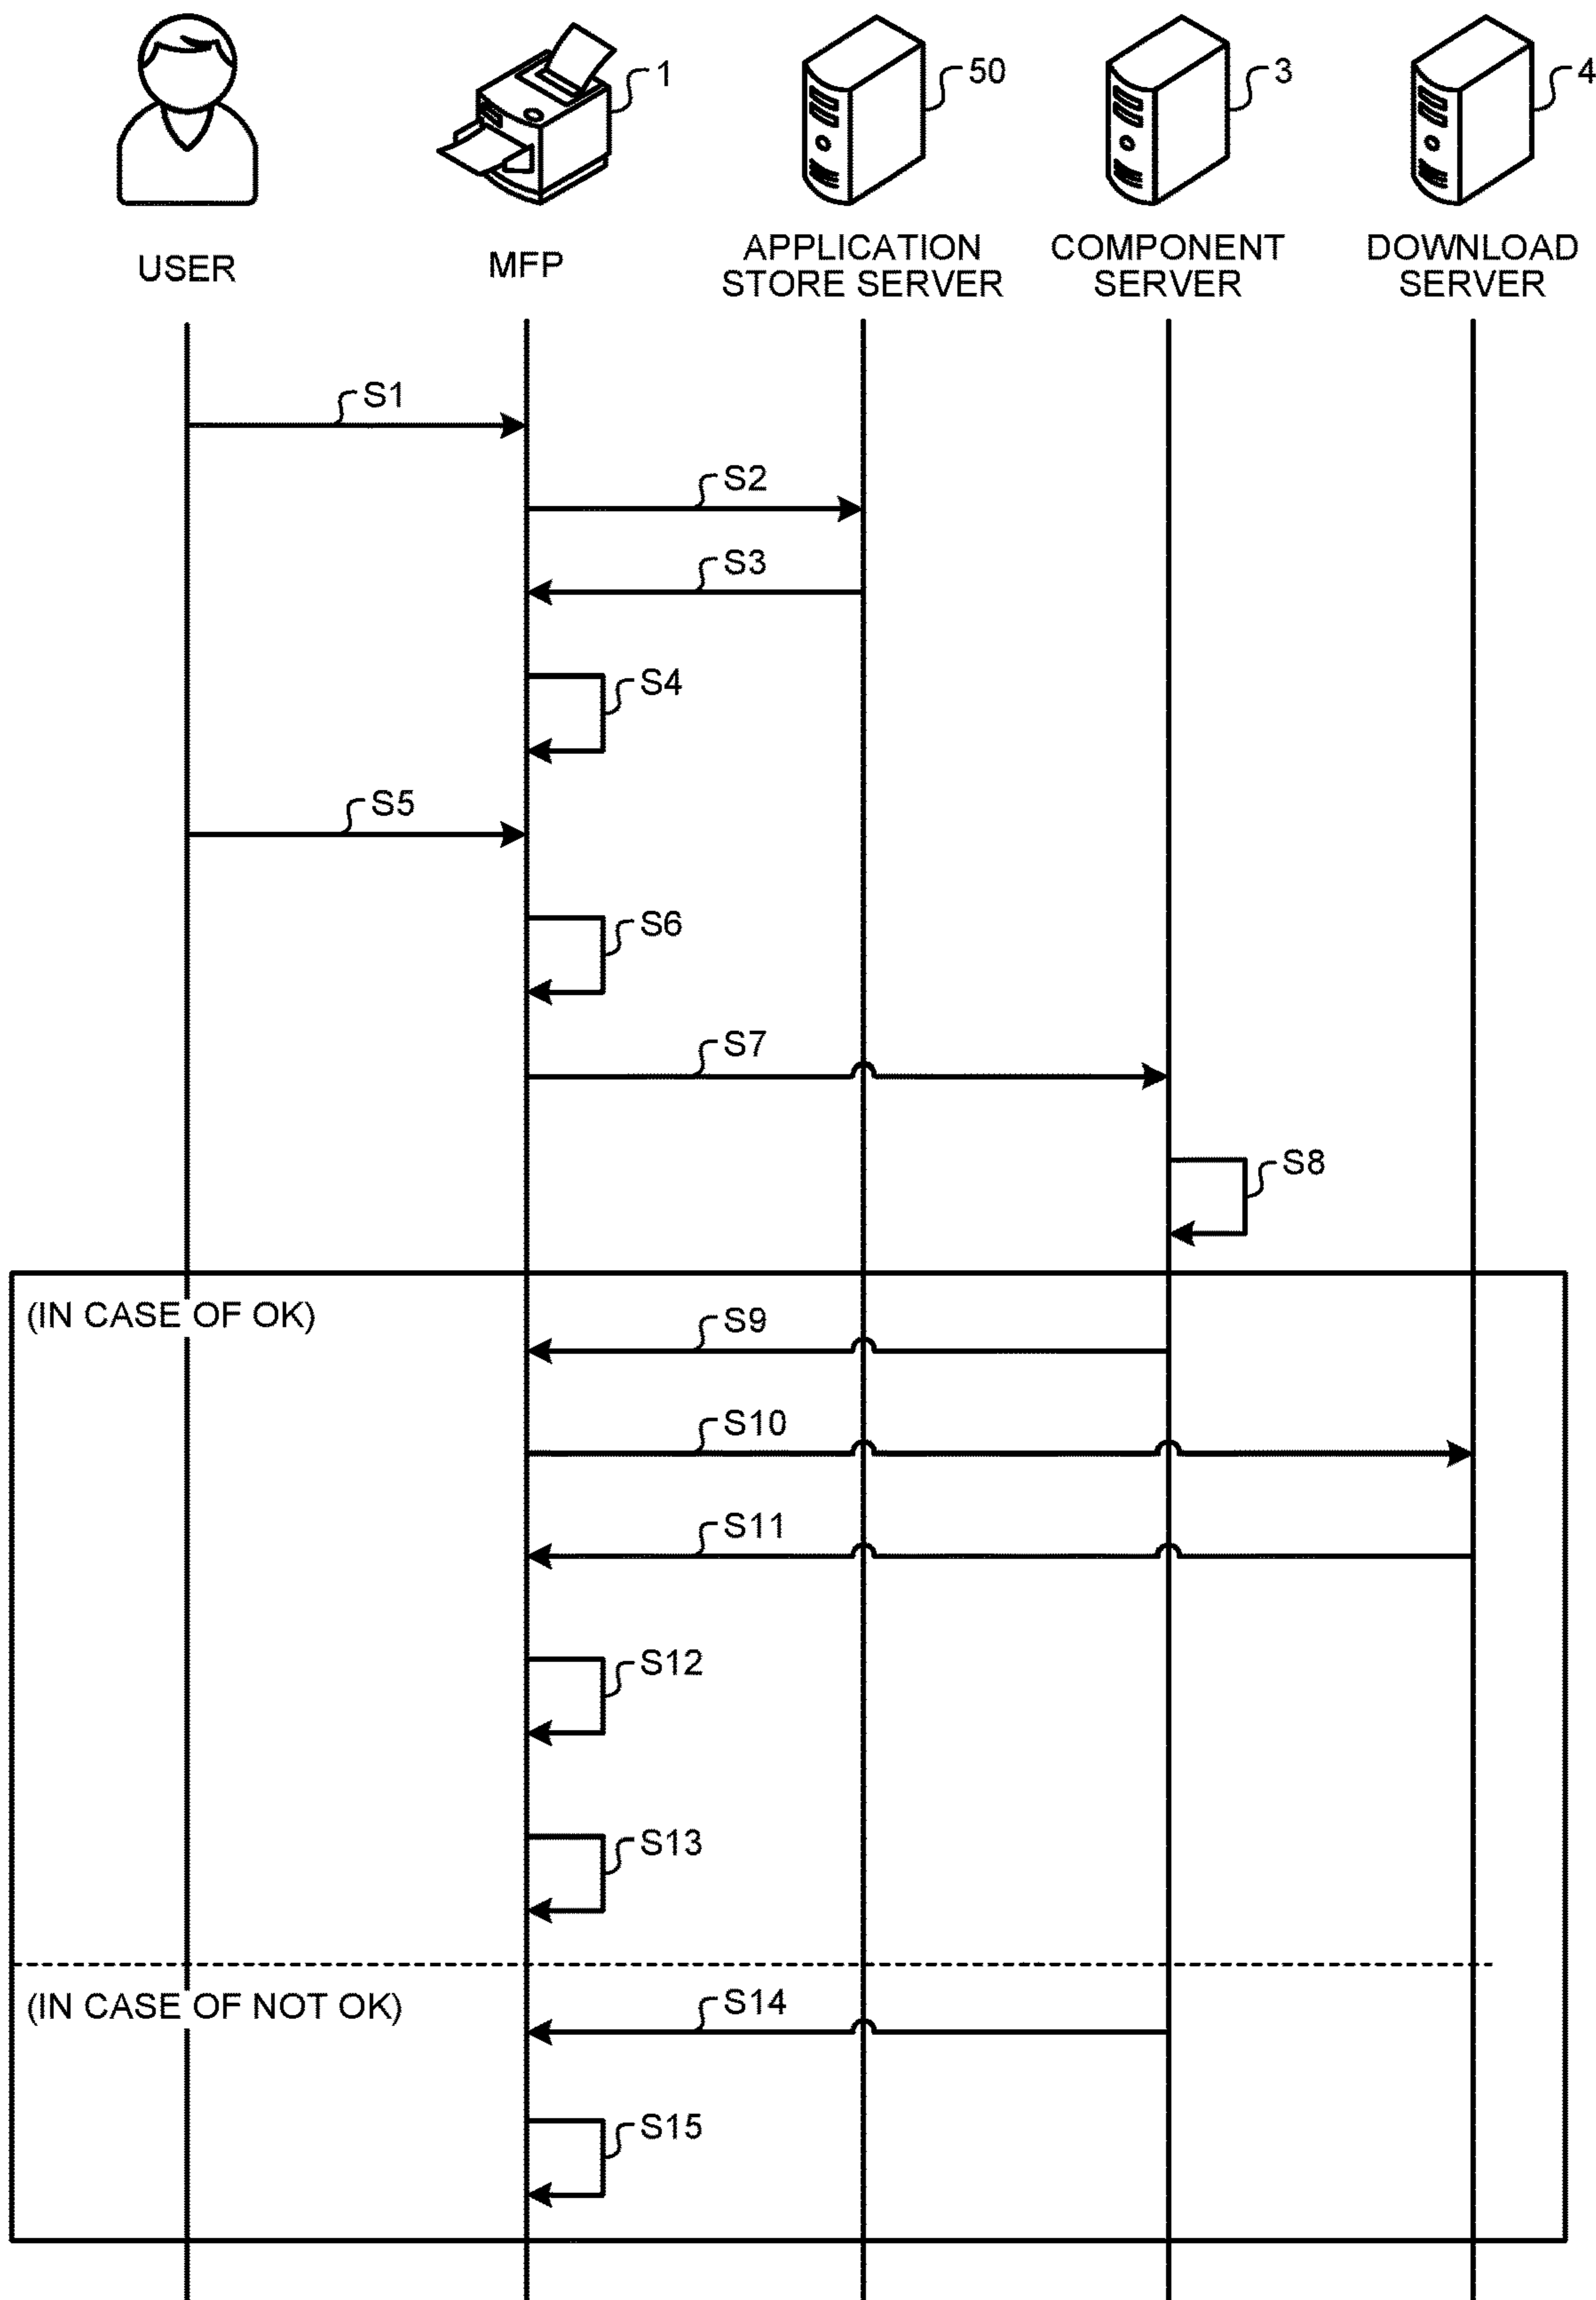 1
50
3
4
USER
MFP
APPLICATION
STORE SERVER
COMPONENT
SERVER
DOWNLOAD
SERVER
S1
S2
S3
S4
S5
S6
S7
S8
(IN CASE OF OK)
S9
S10
S11
S12
S13
(IN CASE OF NOT OK)
S14
S15